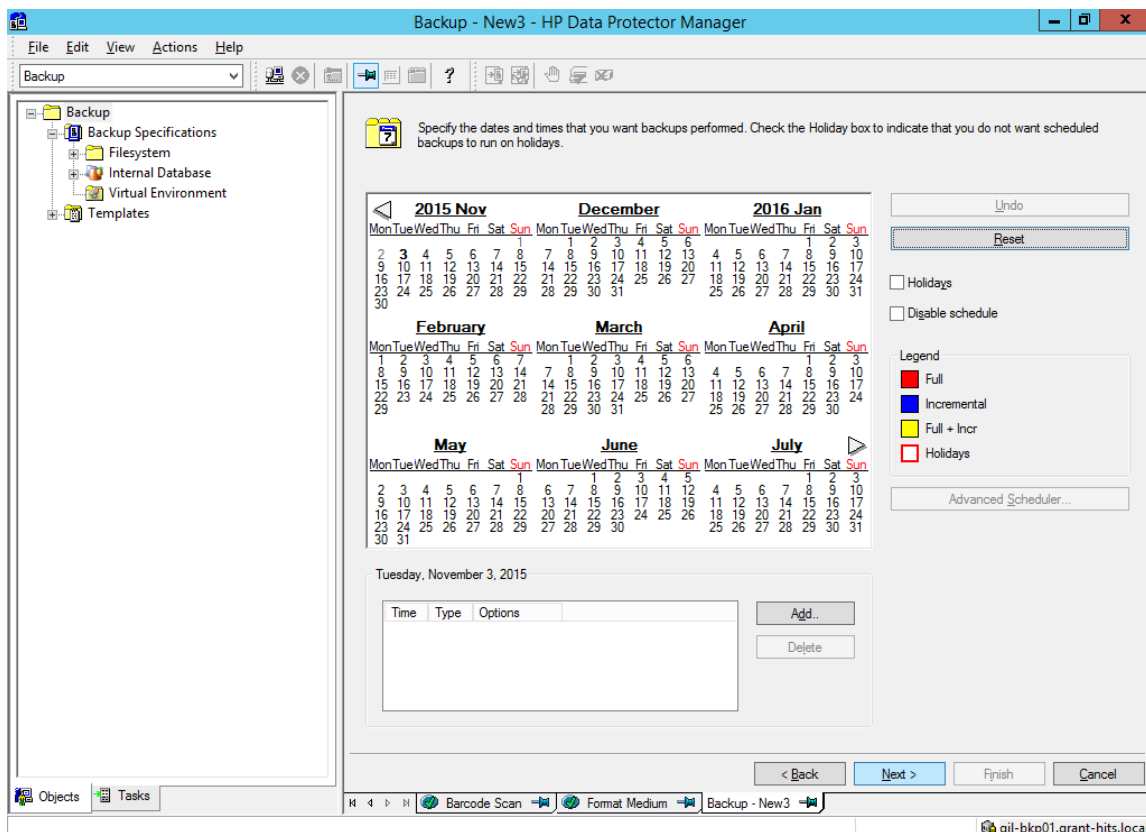 Backup - New3 - HP Data Protector Manager
File Edit View Actions Help
Backup
Backup
Backup Specifications
Filesystem
Internal Database
Virtual Environment
Templates
Specify the dates and times that you want backups performed. Check the Holiday box to indicate that you do not want scheduled
backups to run on holidays.
2015 Nov December 2016 Jan
Mon Tue Wed Thu Fri Sat Sun Mon Tue Wed Thu Fri Sat Sun Mon Tue Wed Thu Fri Sat Sun
1 1 2 3 4 5 6 1 2 3
2 3 4 5 6 7 8 7 8 9 10 11 12 13 4 5 6 7 8 9 10
9 10 11 12 13 14 15 14 15 16 17 18 19 20 11 12 13 14 15 16 17
16 17 18 19 20 21 22 21 22 23 24 25 26 27 18 19 20 21 22 23 24
23 24 25 26 27 28 29 28 29 30 31 25 26 27 28 29 30 31
30
February March April
Mon Tue Wed Thu Fri Sat Sun Mon Tue Wed Thu Fri Sat Sun Mon Tue Wed Thu Fri Sat Sun
1 2 3 4 5 6 7 1 2 3 4 5 6 1 2 3
8 9 10 11 12 13 14 7 8 9 10 11 12 13 4 5 6 7 8 9 10
15 16 17 18 19 20 21 14 15 16 17 18 19 20 11 12 13 14 15 16 17
22 23 24 25 26 27 28 21 22 23 24 25 26 27 18 19 20 21 22 23 24
29 28 29 30 31 25 26 27 28 29 30
May June July
Mon Tue Wed Thu Fri Sat Sun Mon Tue Wed Thu Fri Sat Sun Mon Tue Wed Thu Fri Sat Sun
1 1 2 3 4 5 1 2 3
2 3 4 5 6 7 8 6 7 8 9 10 11 12 4 5 6 7 8 9 10
9 10 11 12 13 14 15 13 14 15 16 17 18 19 11 12 13 14 15 16 17
16 17 18 19 20 21 22 20 21 22 23 24 25 26 18 19 20 21 22 23 24
23 24 25 26 27 28 29 27 28 29 30 25 26 27 28 29 30 31
30 31
Undo
Reset
Holidays
Disable schedule
Legend
Full
Incremental
Full + Incr
Holidays
Advanced Scheduler...
Tuesday, November 3, 2015
Time Type Options
Add..
Delete
< Back Next > Finish Cancel
Objects Tasks
Barcode Scan Format Medium Backup - New3
gil-bkp01.grant-hits.loca